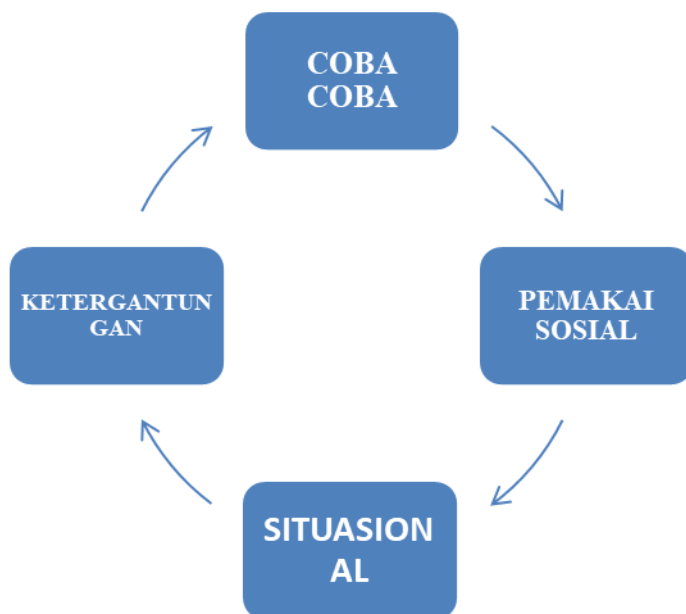 COBA
COBA
PEMAKAI
SOSIAL
SITUASION
AL
KETERGANTUN
GAN